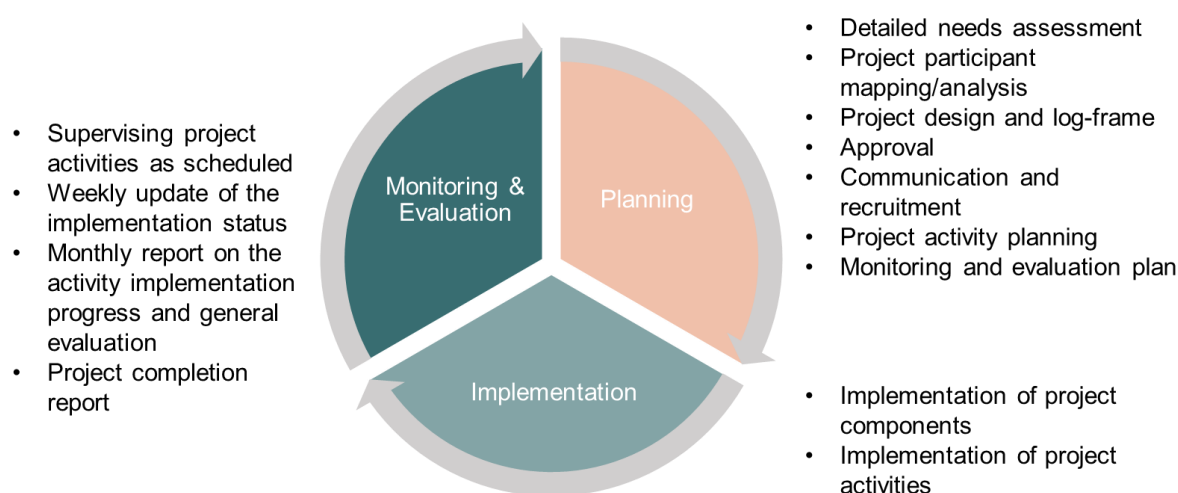 • Detailed needs assessment
• Project participant
mapping/analysis
• Project design and log-frame
• Approval
• Communication and
recruitment
• Project activity planning
• Monitoring and evaluation plan
Planning
• Implementation of project
components
• Implementation of project
activities
Implementation
• Supervising project
activities as scheduled
• Weekly update of the
implementation status
• Monthly report on the
activity implementation
progress and general
evaluation
• Project completion
report
Monitoring &
Evaluation